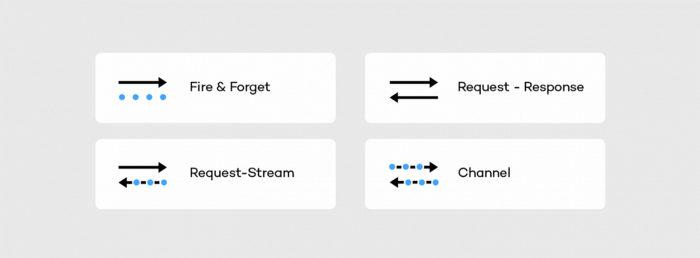 Fire & Forget
Request - Response
Request-Stream
Channel